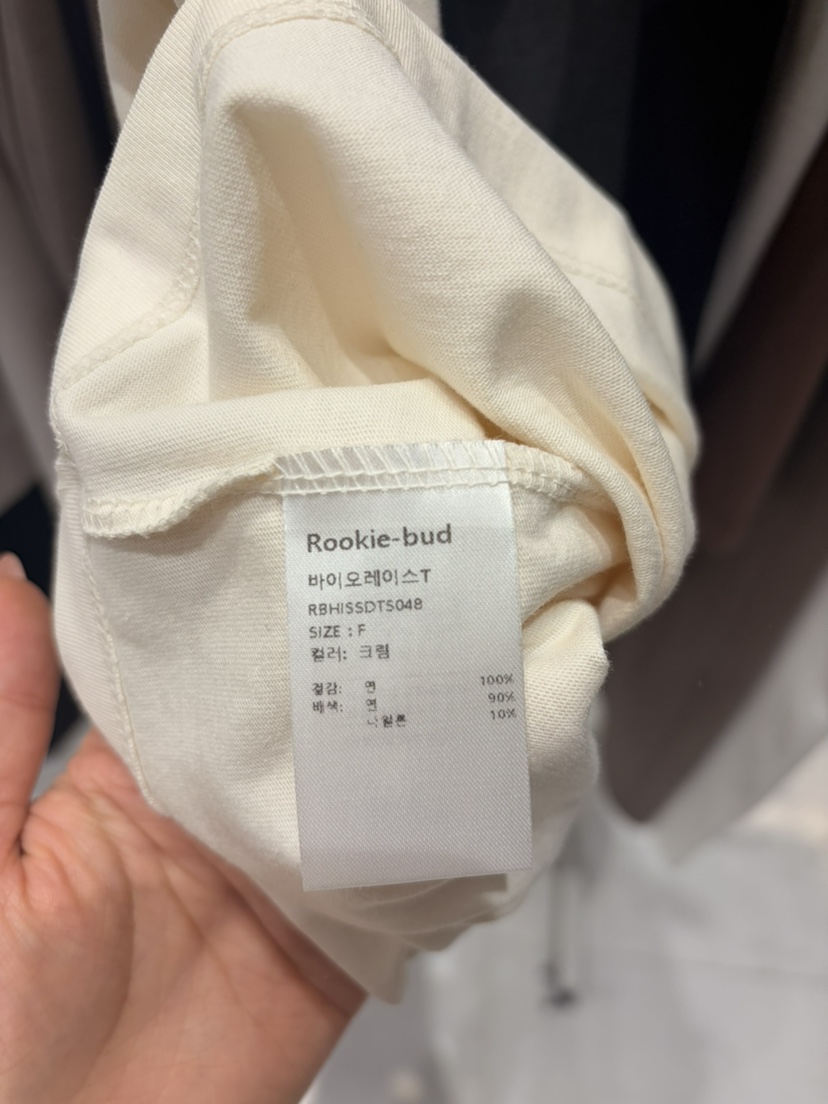 Rookie-bud
바이오레이스T
RBHISSDTS048
SIZE : F
컬러: 크림
겉감: 면 100%
배색: 면 90%
나일론 10%